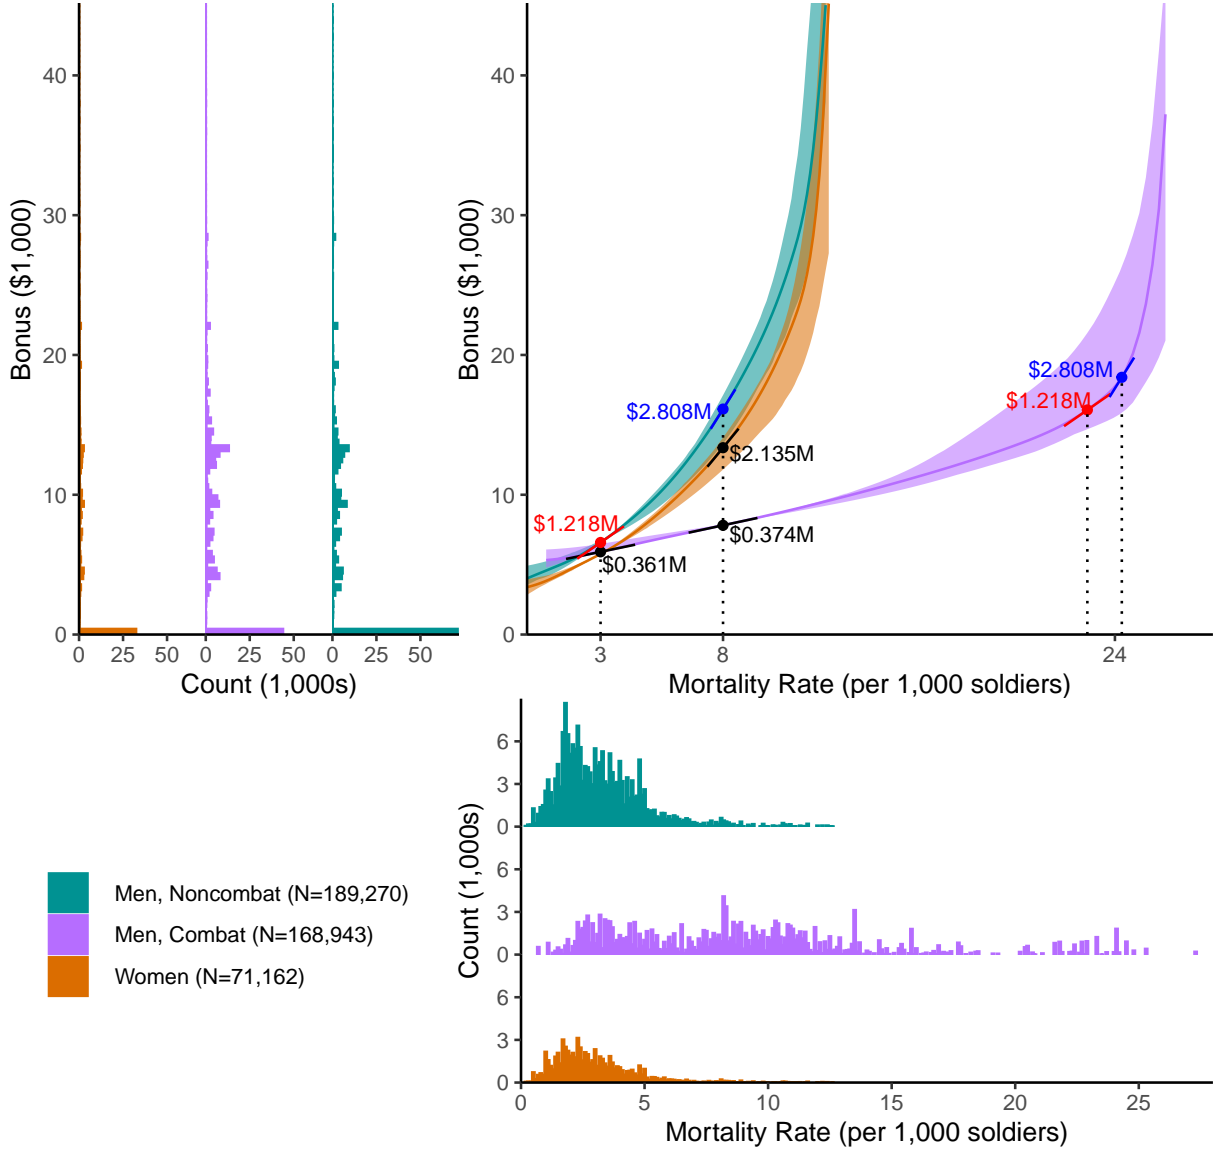 40
30
20
10
0
Bonus ($1,000)
0 25 50 0 25 50 0 25 50
Count (1,000s)
40
30
20
10
0
Bonus ($1,000)
$2.808M
$2.808M
$1.218M
$2.135M
$1.218M
$0.374M
$0.361M
3 8 24
Mortality Rate (per 1,000 soldiers)
6
3
0
6
3
0
6
3
0
Count (1,000s)
0 5 10 15 20 25
Mortality Rate (per 1,000 soldiers)
Men, Noncombat (N=189,270)
Men, Combat (N=168,943)
Women (N=71,162)